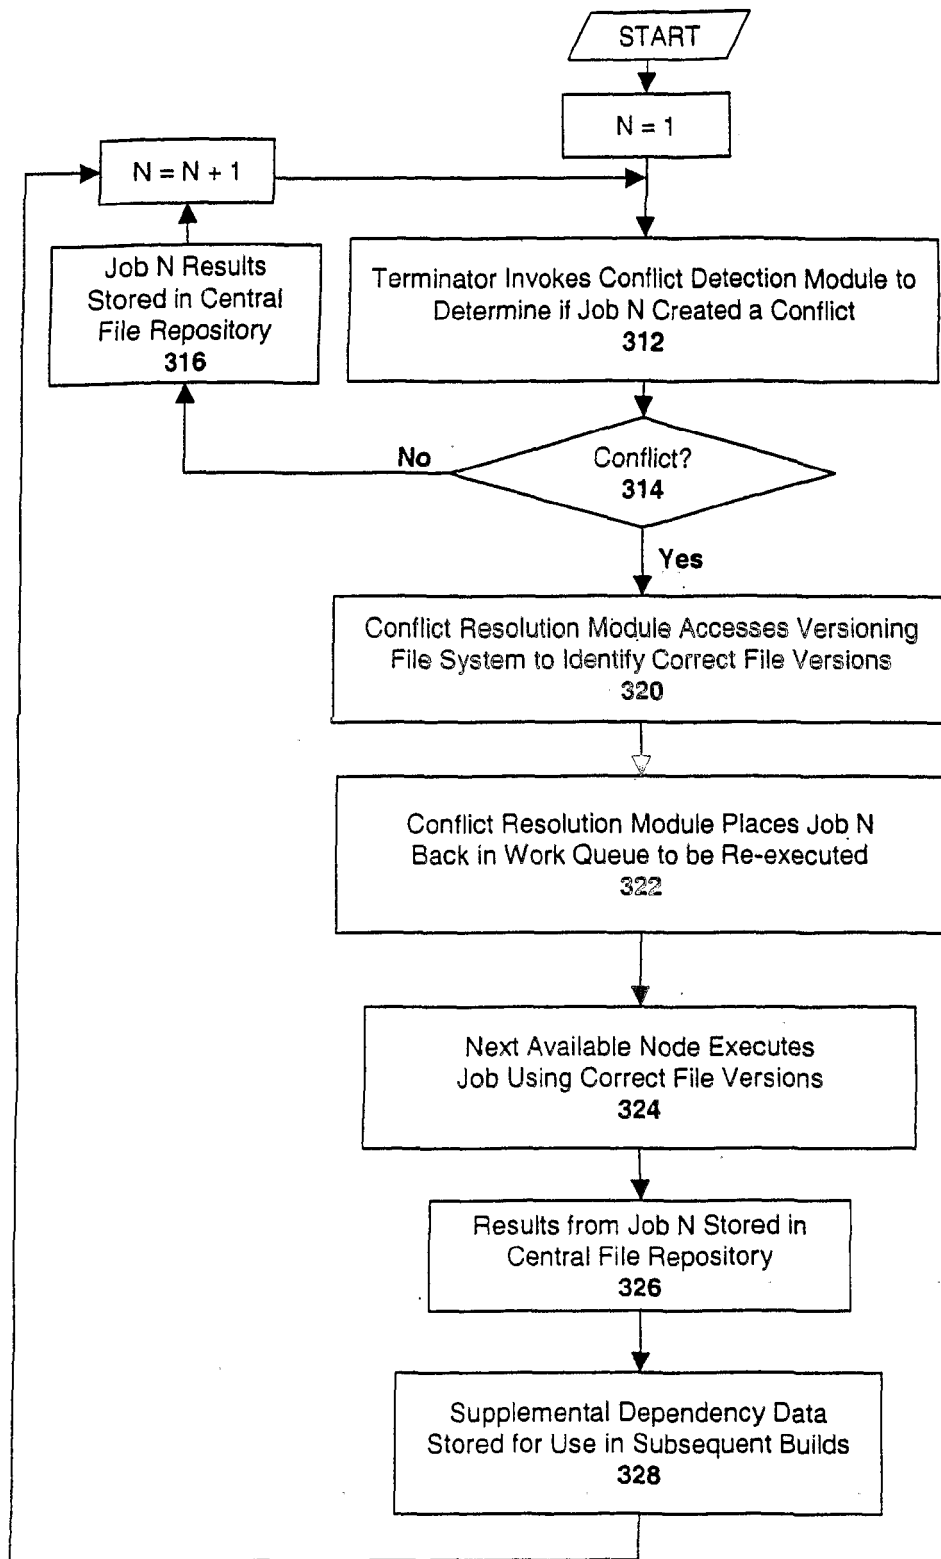 START
N = 1
N = N + 1
Job N Results
Stored in Central
File Repository
316
Terminator Invokes Conflict Detection Module to
Determine if Job N Created a Conflict
312
No
Conflict?
314
Yes
Conflict Resolution Module Accesses Versioning
File System to Identify Correct File Versions
320
Conflict Resolution Module Places Job N
Back in Work Queue to be Re-executed
322
Next Available Node Executes
Job Using Correct File Versions
324
Results from Job N Stored in
Central File Repository
326
Supplemental Dependency Data
Stored for Use in Subsequent Builds
328